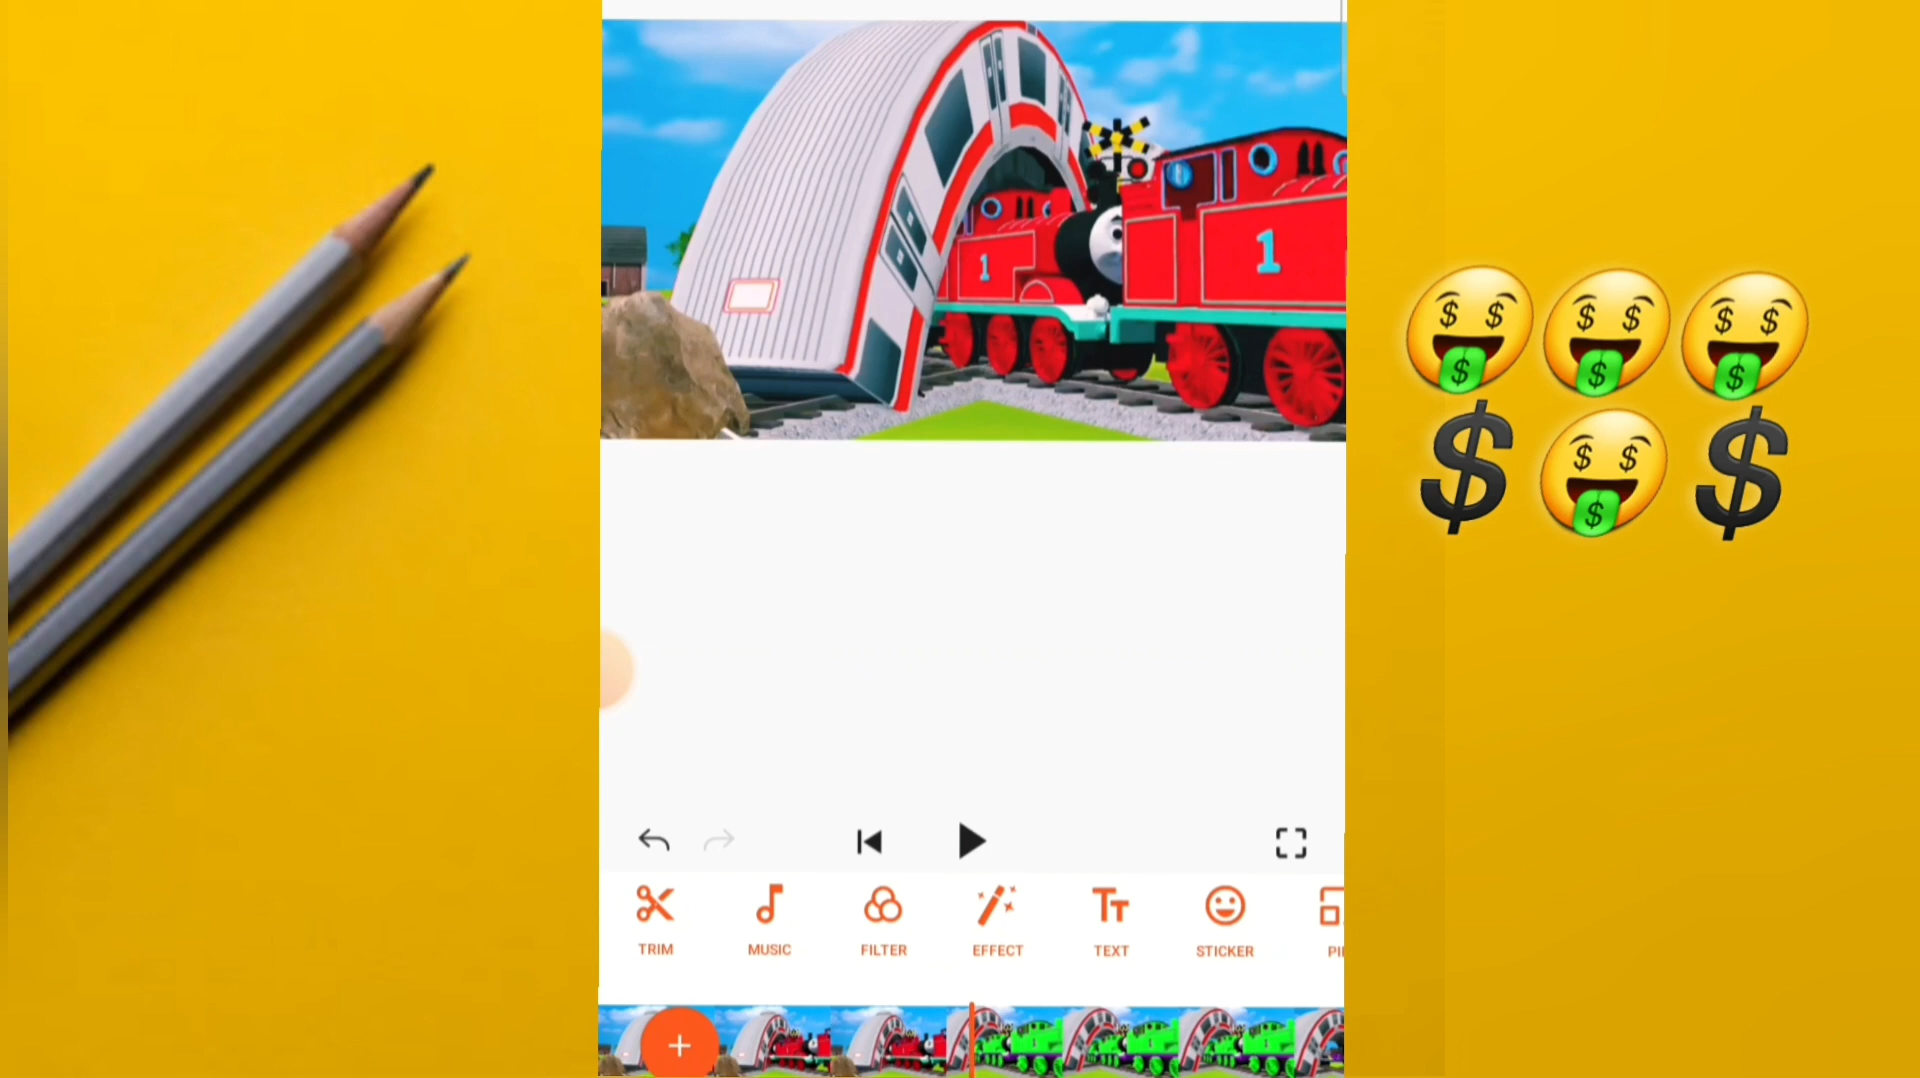 1
1
$ $
TRIM MUSIC FILTER EFFECT TEXT STICKER